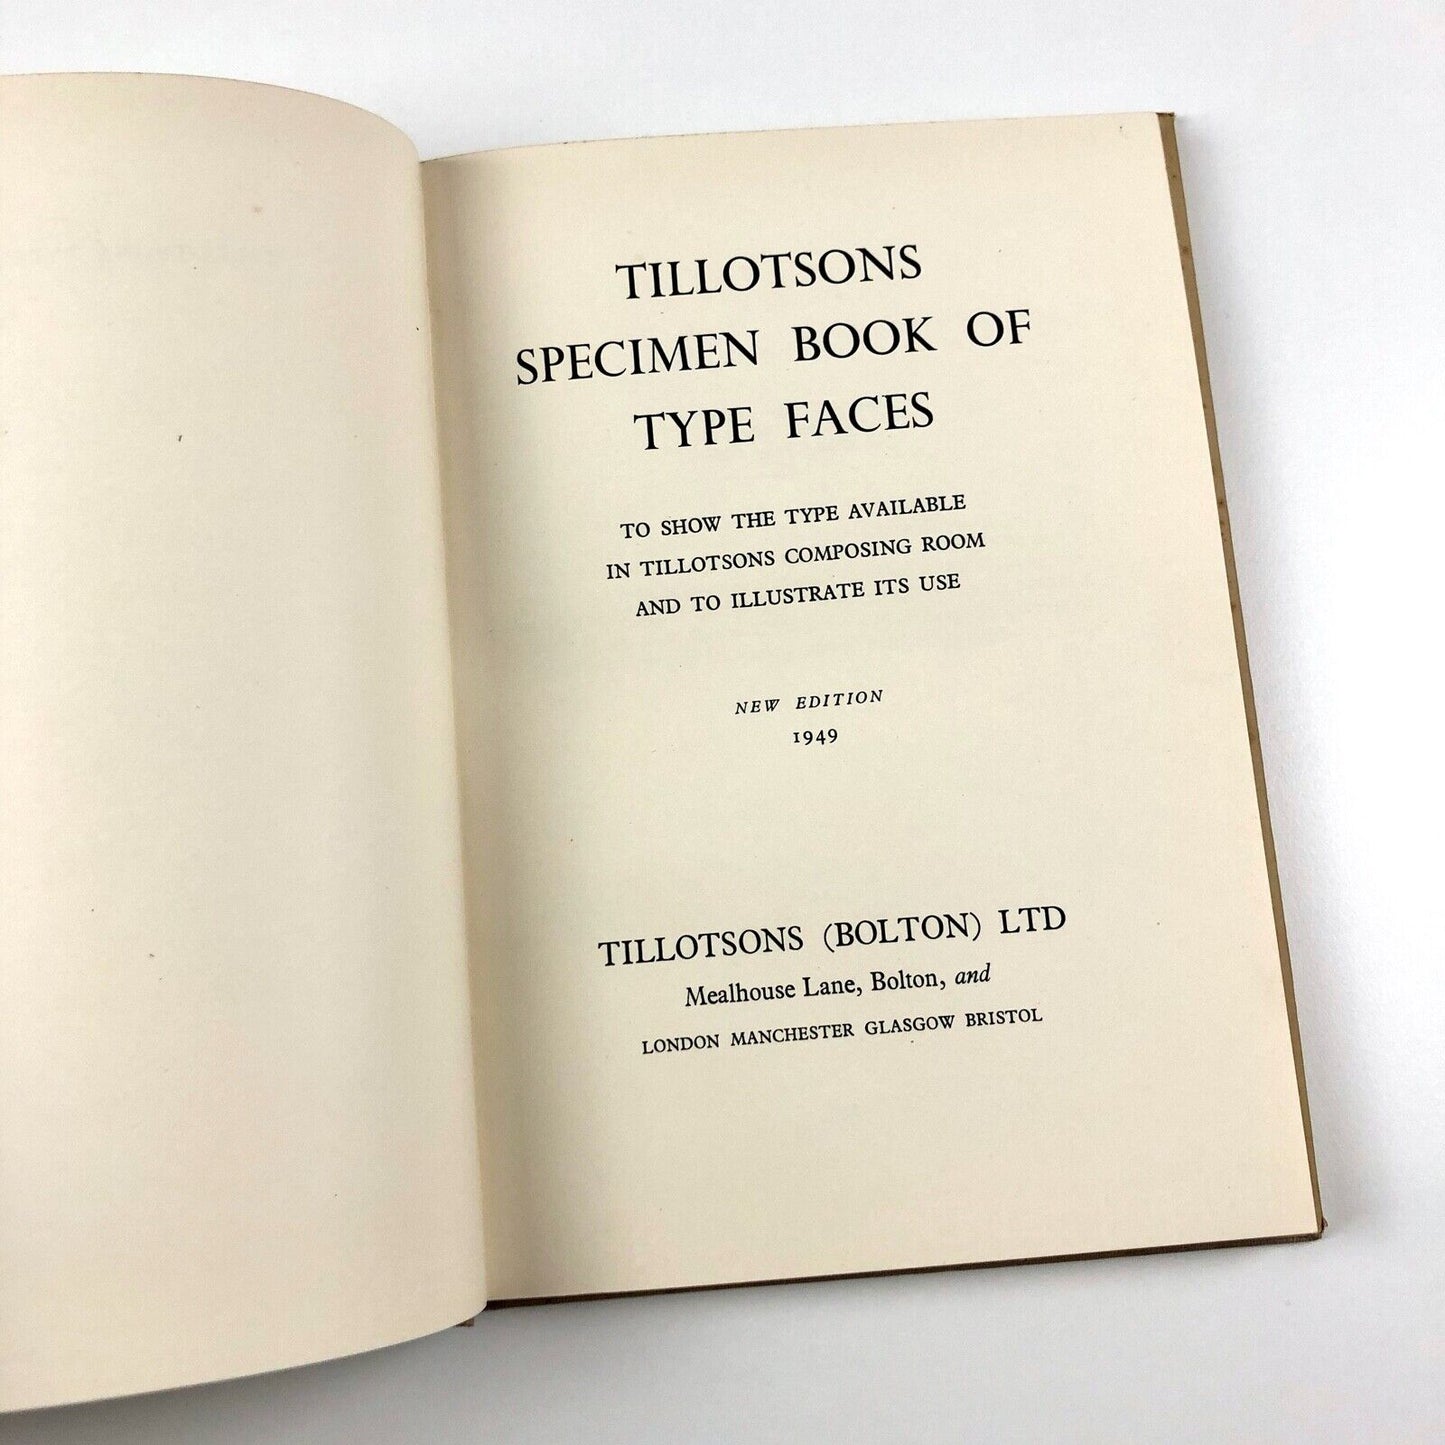 TILLOTSONS
SPECIMEN BOOK OF
TYPE FACES
TO SHOW THE TYPE AVAILABLE
IN TILLOTSONS COMPOSING ROOM
AND TO ILLUSTRATE ITS USE
NEW EDITION
1949
TILLOTSONS (BOLTON) LTD
Mealhouse Lane, Bolton, and
LONDON MANCHESTER GLASGOW BRISTOL